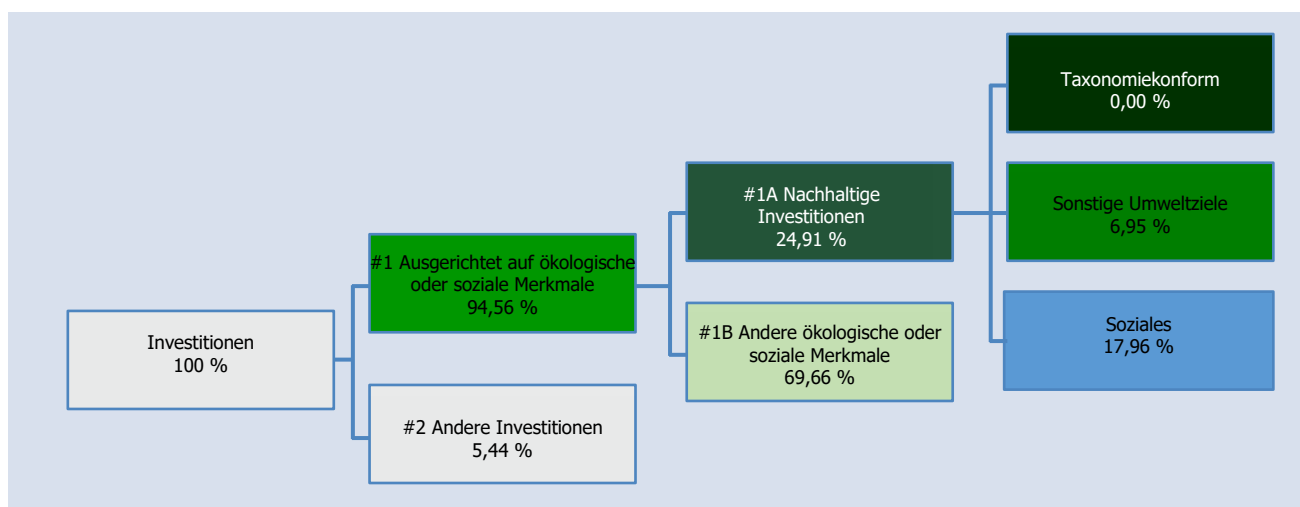 Investitionen
100 %
#1 Ausgerichtet auf ökologische
oder soziale Merkmale
94,56 %
#2 Andere Investitionen
5,44 %
#1A Nachhaltige
Investitionen
24,91 %
#1B Andere ökologische oder
soziale Merkmale
69,66 %
Taxonomiekonform
0,00 %
Sonstige Umweltziele
6,95 %
Soziales
17,96 %